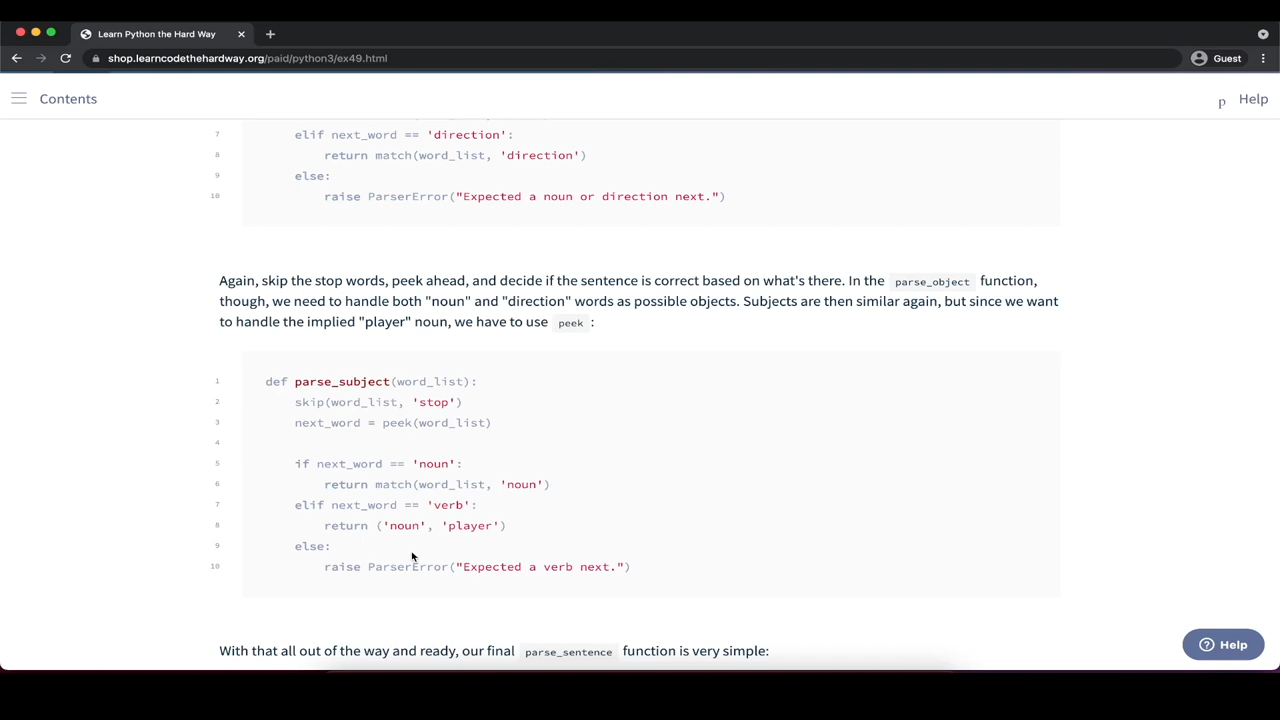 Learn Python the Hard Way
shop.learncodethehardway.org/paid/python3/ex49.html
Guest
Contents
p Help
7 elif next_word == 'direction':
8 return match(word_list, 'direction')
9 else:
10 raise ParserError("Expected a noun or direction next.")
Again, skip the stop words, peek ahead, and decide if the sentence is correct based on what's there. In the parse_object function,
though, we need to handle both "noun" and "direction" words as possible objects. Subjects are then similar again, but since we want
to handle the implied "player" noun, we have to use peek :
1 def parse_subject(word_list):
2 skip(word_list, 'stop')
3 next_word = peek(word_list)
4
5 if next_word == 'noun':
6 return match(word_list, 'noun')
7 elif next_word == 'verb':
8 return ('noun', 'player')
9 else:
10 raise ParserError("Expected a verb next.")
With that all out of the way and ready, our final parse_sentence function is very simple:
Help